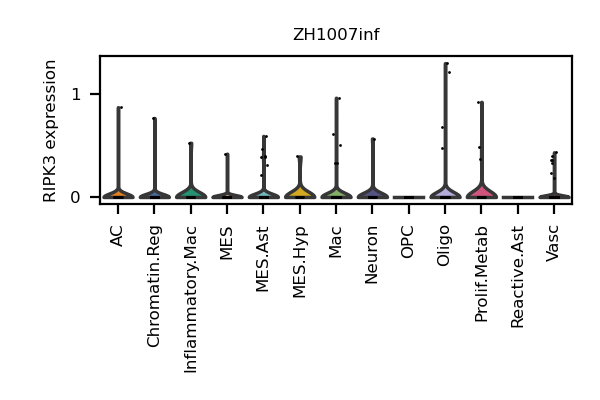 ZH1007inf
RIPK3 expression
1
0
AC
Chromatin.Reg
Inflammatory.Mac
MES
MES.Ast
MES.Hyp
Mac
Neuron
OPC
Oligo
Prolif.Metab
Reactive.Ast
Vasc